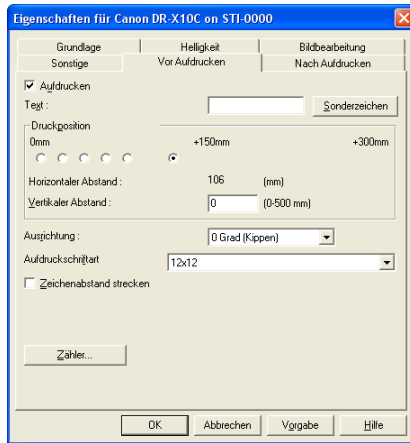 Eigenschaften für Canon DR-X10C on STI-0000
Grundlage Helligkeit Bildbearbeitung
Sonstige Vor Aufdrucken Nach Aufdrucken
Aufdrucken
Text :
Sonderzeichen
Druckposition
0mm +150mm +300mm
Horizontaler Abstand : 106 (mm)
Vertikaler Abstand : 0 (0-500 mm)
Ausrichtung : 0 Grad (Kippen)
Aufdruckschriftart 12x12
Zeichenabstand strecken
Zähler...
OK Abbrechen Vorgabe Hilfe